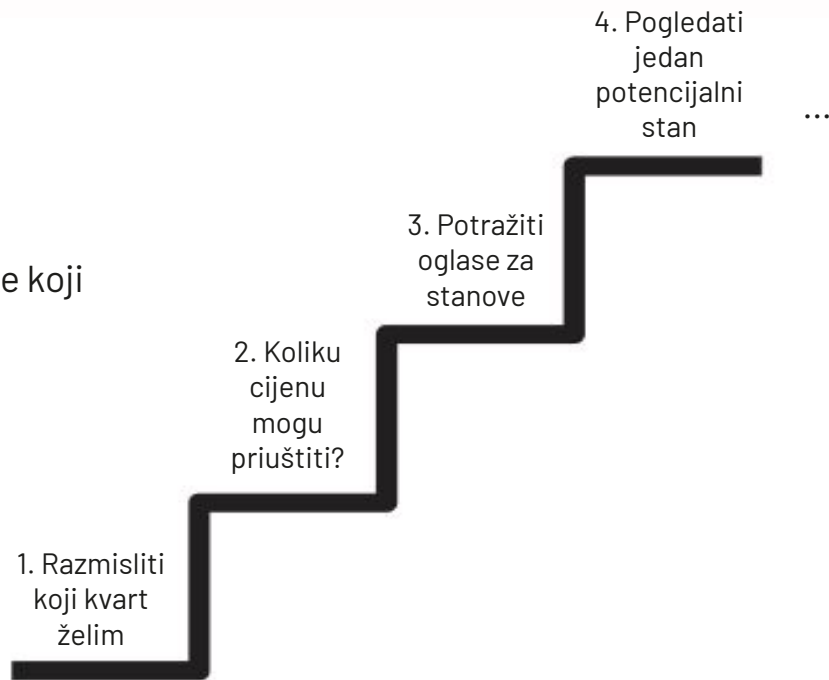 4. Pogledati
jedan
potencijalni
stan
...
3. Potražiti
oglase za
stanove
e koji
2. Koliku
cijenu
mogu
priuštiti?
1. Razmisliti
koji kvart
želim